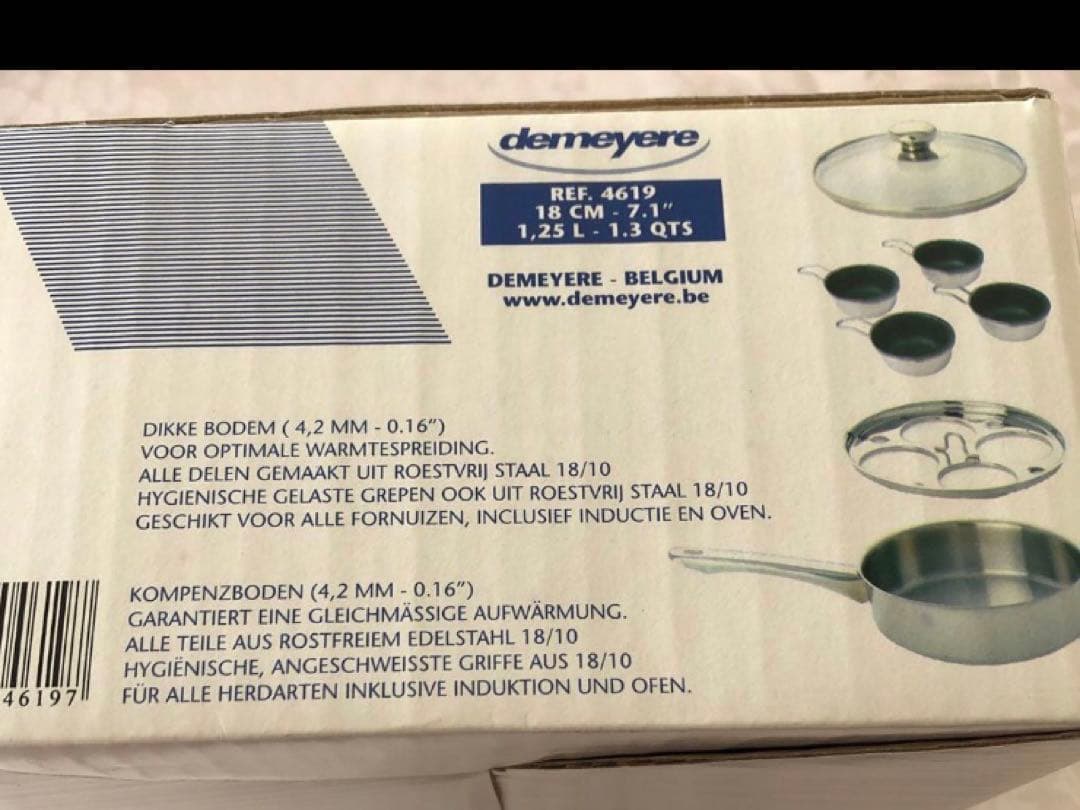 demeyere
REF. 4619
18 CM - 7.1"
1,25 L - 1.3 QTS
DEMEYERE - BELGIUM
www.demeyere.be
DIKKE BODEM ( 4,2 MM - 0.16")
VOOR OPTIMALE WARMTESPREIDING.
ALLE DELEN GEMAAKT UIT ROESTVRIJ STAAL 18/10
HYGIENISCHE GELASTE GREPEN OOK UIT ROESTVRIJ STAAL 18/10
GESCHIKT VOOR ALLE FORNUIZEN, INCLUSIEF INDUCTIE EN OVEN.
KOMPENZBODEN (4,2 MM - 0.16")
GARANTIERT EINE GLEICHMÄSSIGE AUFWÄRMUNG.
ALLE TEILE AUS ROSTFREIEM EDELSTAHL 18/10
HYGIËNISCHE, ANGESCHWEISSTE GRIFFE AUS 18/10
FÜR ALLE HERDARTEN INKLUSIVE INDUKTION UND OFEN.
46197